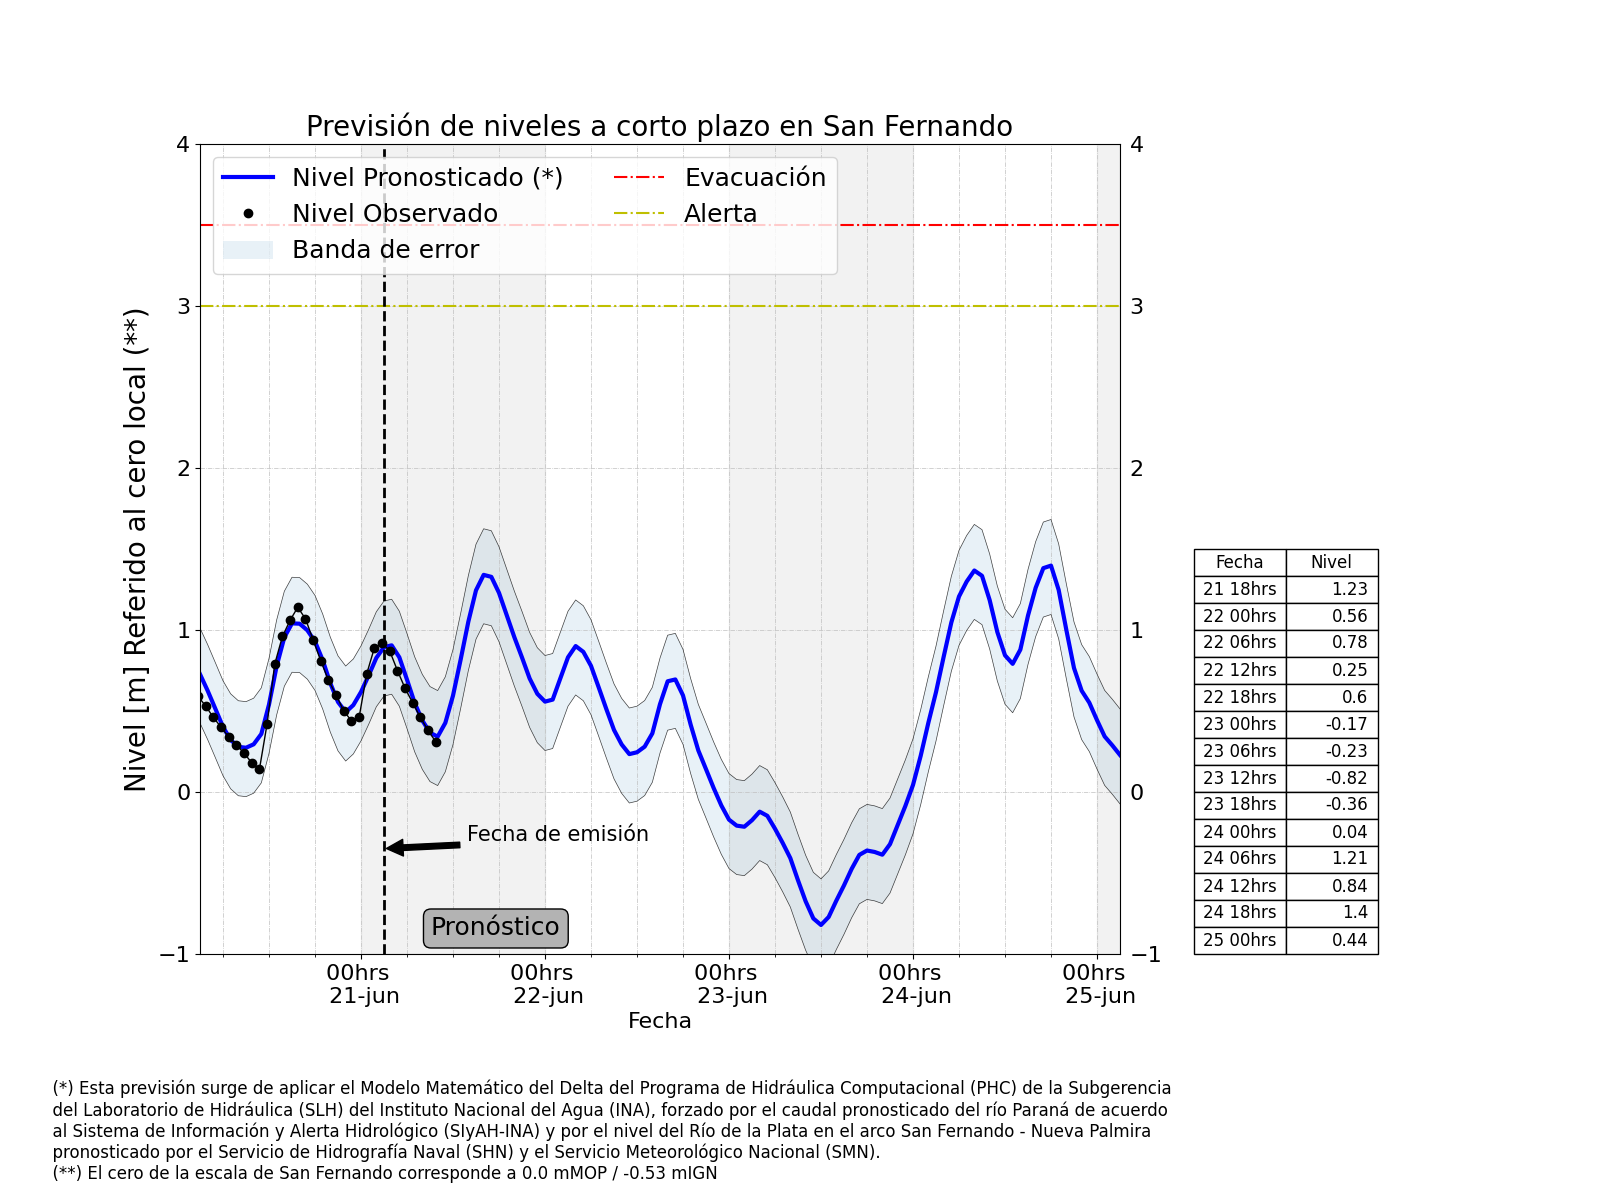 Previsión de niveles a corto plazo en San Fernando
Nivel Pronosticado (*)
Nivel Observado
Banda de error
Evacuación
Alerta
Nivel [m] Referido al cero local (**)
4
3
2
1
0
−1
4
3
2
1
0
−1
Fecha de emisión
Pronóstico
00hrs
21-jun
00hrs
22-jun
00hrs
23-jun
00hrs
24-jun
00hrs
25-jun
Fecha
Fecha Nivel
21 18hrs 1.23
22 00hrs 0.56
22 06hrs 0.78
22 12hrs 0.25
22 18hrs 0.6
23 00hrs -0.17
23 06hrs -0.23
23 12hrs -0.82
23 18hrs -0.36
24 00hrs 0.04
24 06hrs 1.21
24 12hrs 0.84
24 18hrs 1.4
25 00hrs 0.44
(*) Esta previsión surge de aplicar el Modelo Matemático del Delta del Programa de Hidráulica Computacional (PHC) de la Subgerencia
del Laboratorio de Hidráulica (SLH) del Instituto Nacional del Agua (INA), forzado por el caudal pronosticado del río Paraná de acuerdo
al Sistema de Información y Alerta Hidrológico (SIyAH-INA) y por el nivel del Río de la Plata en el arco San Fernando - Nueva Palmira
pronosticado por el Servicio de Hidrografía Naval (SHN) y el Servicio Meteorológico Nacional (SMN).
(**) El cero de la escala de San Fernando corresponde a 0.0 mMOP / -0.53 mIGN